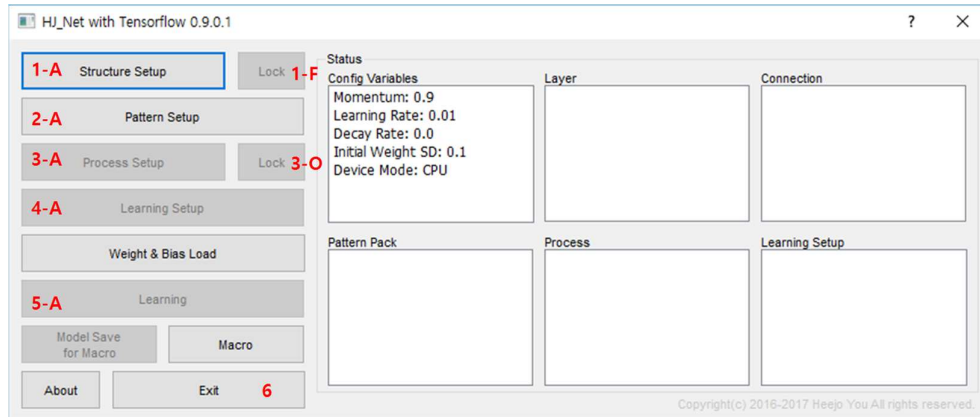 HJ_Net with Tensorflow 0.9.0.1
?
1-A Structure Setup
Lock 1-F
2-A Pattern Setup
3-A Process Setup
Lock 3-O
4-A Learning Setup
Weight & Bias Load
5-A Learning
Model Save
for Macro
Macro
About
Exit 6
Status
Config Variables
Momentum: 0.9
Learning Rate: 0.01
Decay Rate: 0.0
Initial Weight SD: 0.1
Device Mode: CPU
Layer
Connection
Pattern Pack
Process
Learning Setup
Copyright(c) 2016-2017 Heejo You All rights reserved.